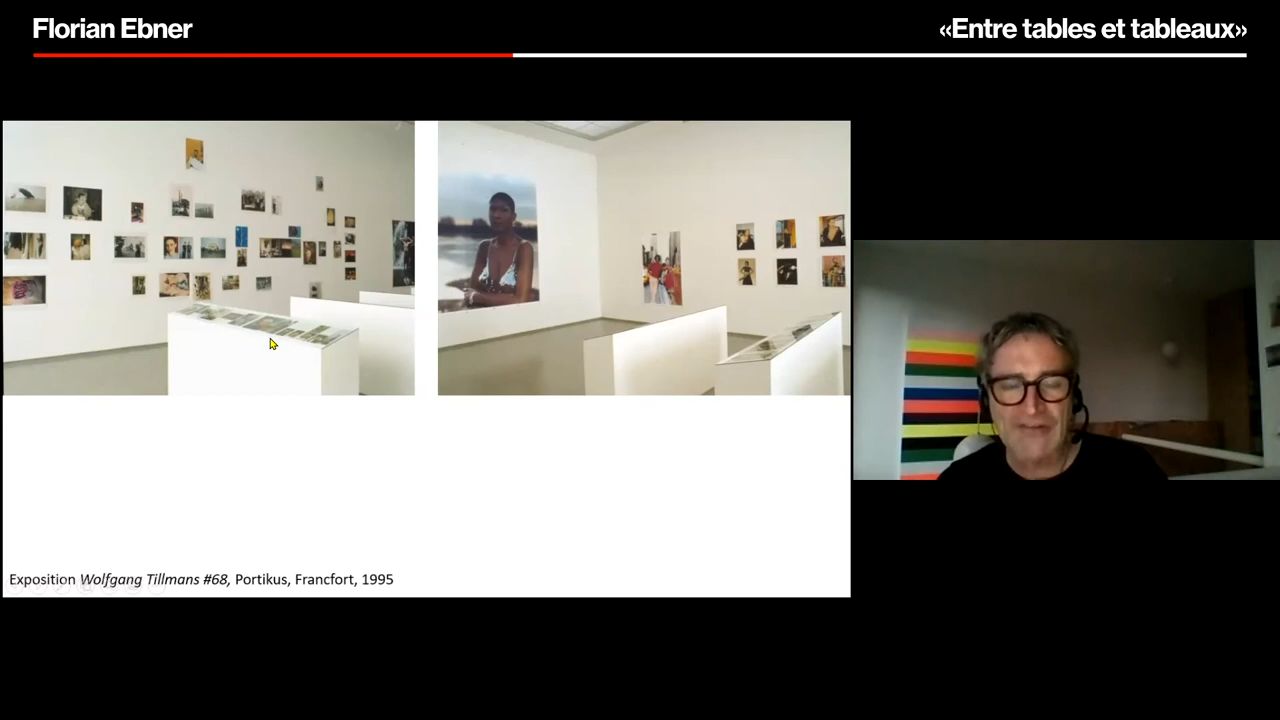 Florian Ebner
«Entre tables et tableaux»
Exposition Wolfgang Tillmans #68, Portikus, Francfort, 1995